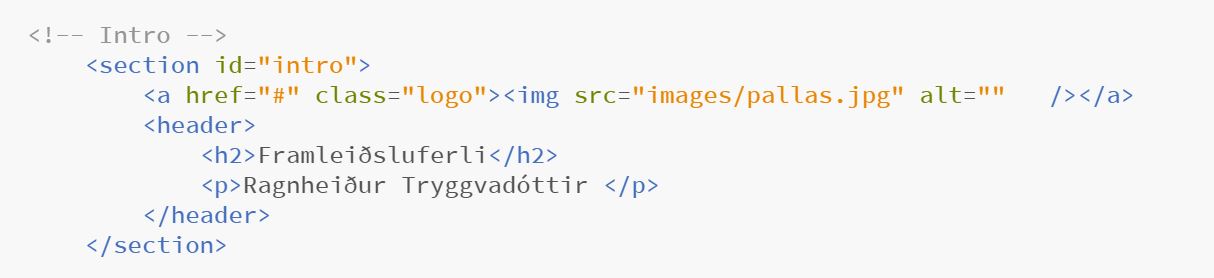 <!-- Intro -->
<section id="intro">
<a href="#" class="logo"><img src="images/pallas.jpg" alt=""   /></a>
<header>
<h2>Framleiðsluferli</h2>
<p>Ragnheiður Tryggvadóttir </p>
</header>
</section>